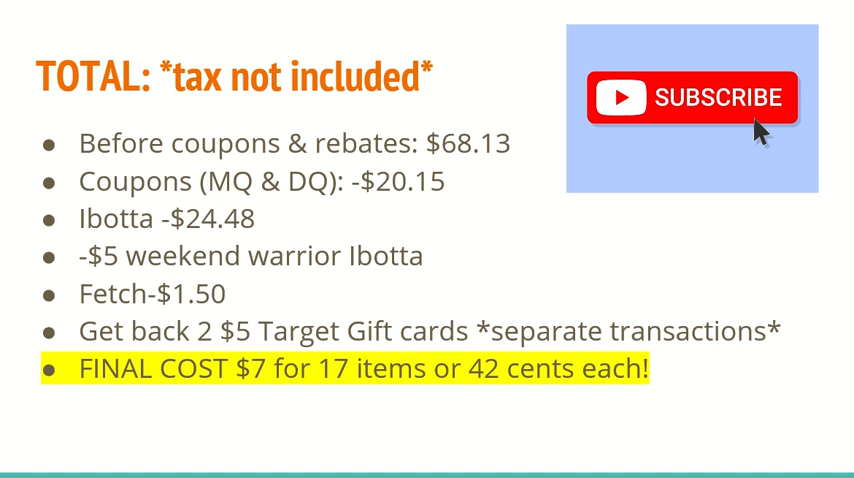 TOTAL: *tax not included*
SUBSCRIBE
● Before coupons & rebates: $68.13
● Coupons (MQ & DQ): -$20.15
● Ibotta -$24.48
● -$5 weekend warrior Ibotta
● Fetch-$1.50
● Get back 2 $5 Target Gift cards *separate transactions*
● FINAL COST $7 for 17 items or 42 cents each!